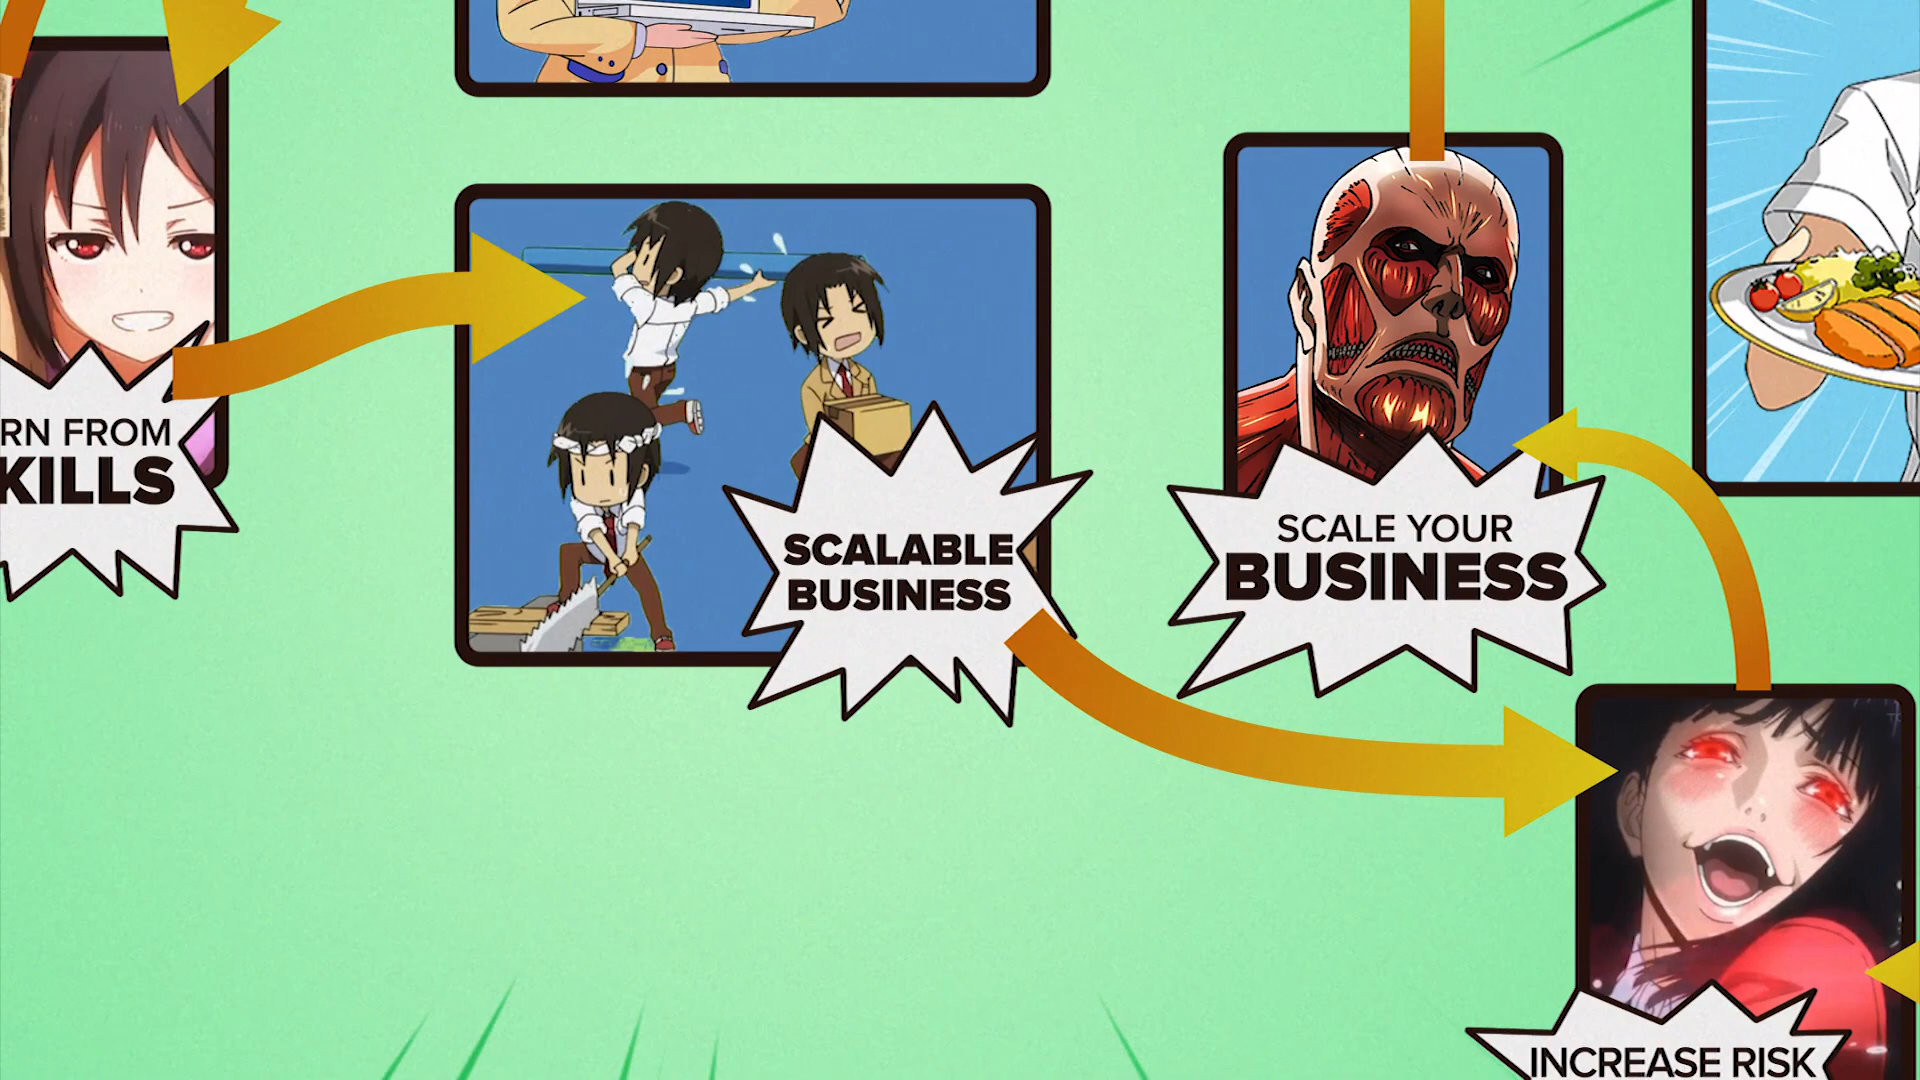 RN FROM
KILLS
SCALABLE
BUSINESS
SCALE YOUR
BUSINESS
INCREASE RISK